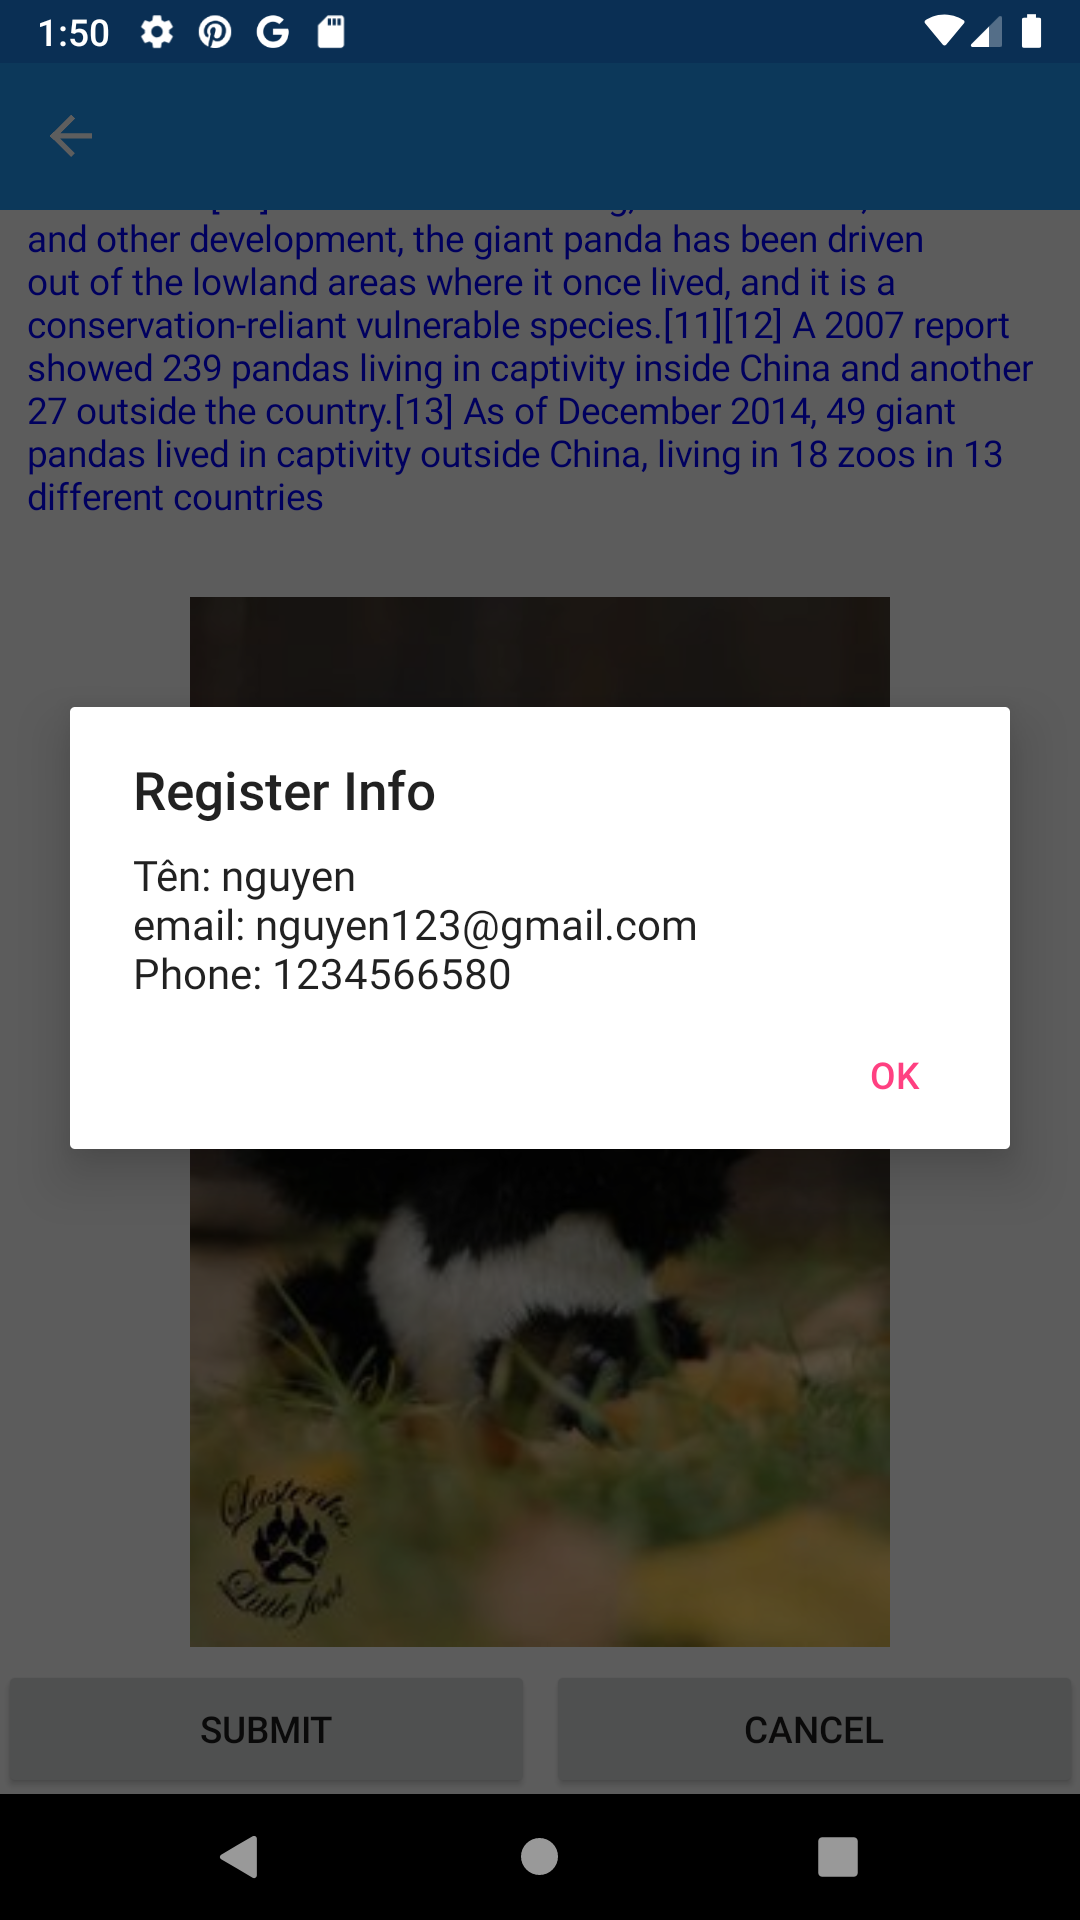 1:50
and other development, the giant panda has been driven
out of the lowland areas where it once lived, and it is a
conservation-reliant vulnerable species.[11][12] A 2007 report
showed 239 pandas living in captivity inside China and another
27 outside the country.[13] As of December 2014, 49 giant
pandas lived in captivity outside China, living in 18 zoos in 13
different countries
Register Info
Tên: nguyen
email: nguyen123@gmail.com
Phone: 1234566580
OK
Little foot
SUBMIT
CANCEL